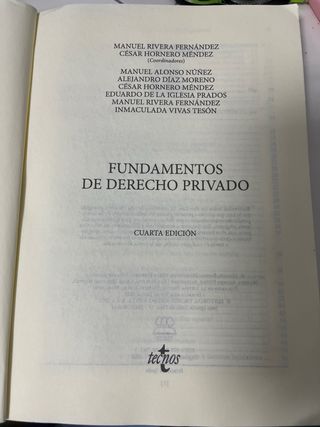 MANUEL RIVERA FERNÁNDEZ
CÉSAR HORNERO MÉNDEZ
(Coordinadores)
MANUEL ALONSO NÚÑEZ
ALEJANDRO DÍAZ MORENO
CÉSAR HORNERO MÉNDEZ
EDUARDO DE LA IGLESIA PRADOS
MANUEL RIVERA FERNÁNDEZ
INMACULADA VIVAS TESÓN
FUNDAMENTOS
DE DERECHO PRIVADO
CUARTA EDICIÓN
tecnos